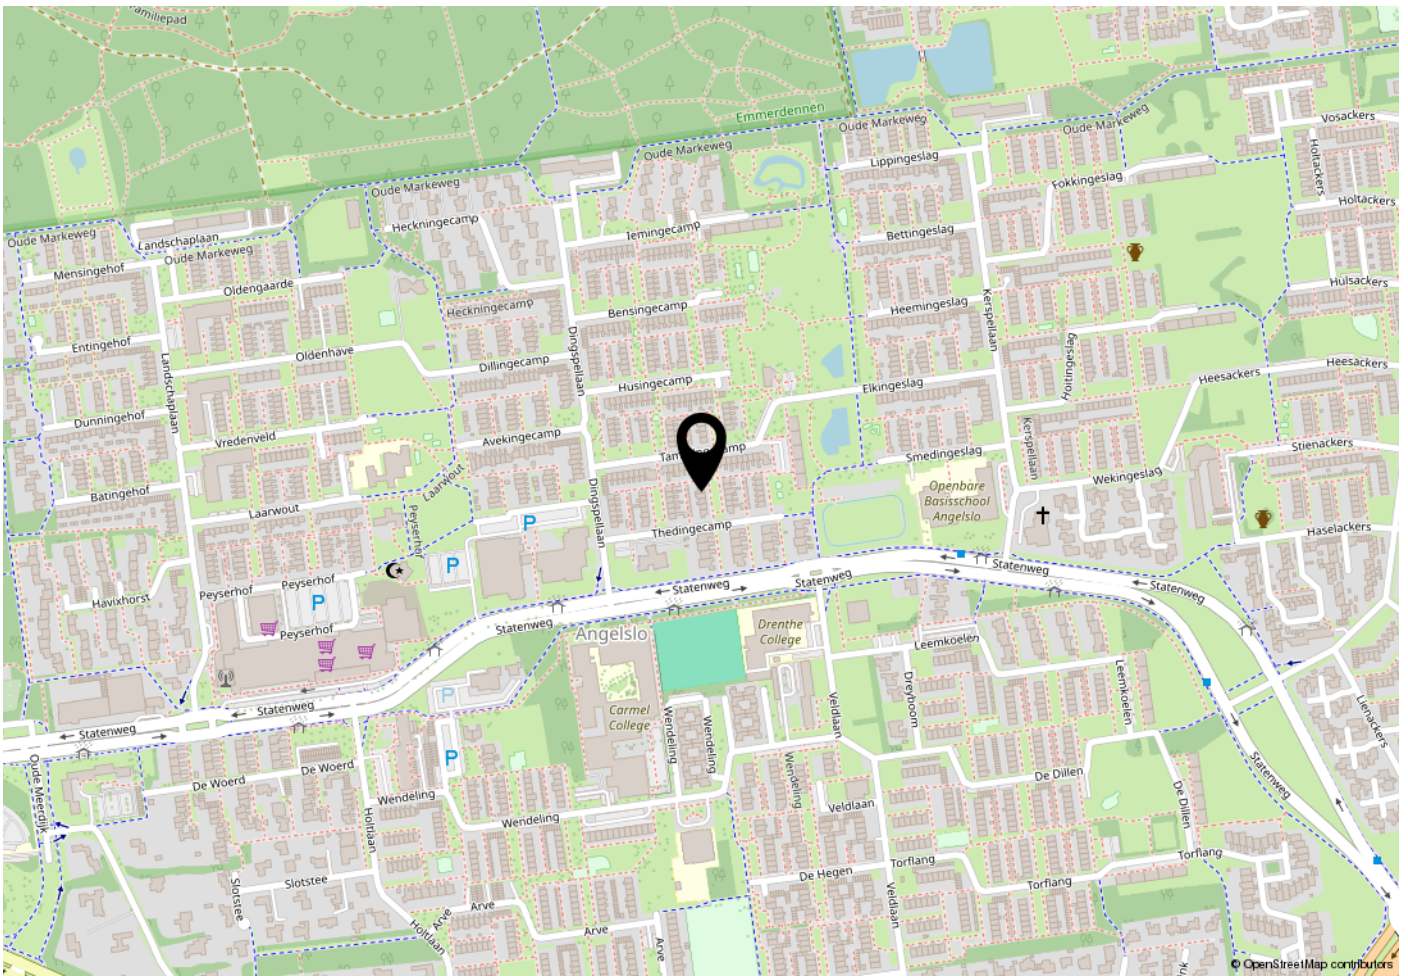 Familiepad
Emmerdennen
Oude Markeweg
Vosackers
Oude Markeweg
Oude Markeweg
Lippingeslag
Holtackers
Fokkingeslag
Oude Markeweg
Holtackers
Heckningecamp
Iemingecamp
Bettingeslag
Oude Markeweg
Landschaplaan
Oude Markeweg
Mensingehof
Oldengaarde
Hulsackers
Heckningecamp
Bensingecamp
Heemingeslag
Kerspellaan
Entingehof
Oldenhave
Dingspellaan
Dillingecamp
Hoitingeslag
Heesackers
Heesackers
Landschaplaan
Husingecamp
Elkingeslag
Dunningehof
Vredenveld
Avekingecamp
Kerspellaan
Stienackers
Smedingeslag
Wekingeslag
Laarwout
Batingehof
Dingspellaan
Openbare
Basisschool
Angelslo
Laarwout
Peyserhof
P
Thedingecamp
Haselackers
P
Peyserhof
Peyserhof
Statenweg
Statenweg
Statenweg
Statenweg
Havixhorst
P
Peyserhof
Statenweg
Angelslo
Drenthe
College
Leemkoelen
Leemkoelen
Dreyboom
P
Statenweg
Carmel
College
Wendeling
Wendeling
Veldlaan
Lienackers
Statenweg
P
Oude Meerdijk
De Woerd
De Woerd
Wendeling
De Dillen
De Dillen
Statenweg
Wendeling
Wendeling
Veldlaan
Holtlaan
Torflang
Torflang
De Hegen
Torflang
Slotstee
Slotstee
Veldlaan
Arve
Arve
Holtlaan
Arve
Arve
© OpenStreetMap contributors